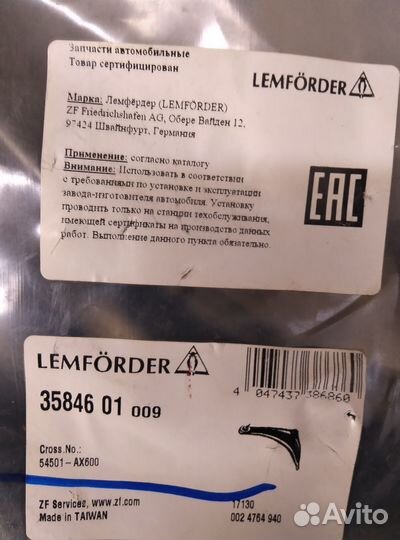 Запчасти автомобильные
Товар сертифицирован
LEMFÖRDER
Марка: Лемфёрдер (LEMFÖRDER)
ZF Friedrichshafen AG, Обере Вайден 12,
97424 Швайнфурт, Германия
Применение: согласно каталогу
Внимание: Использовать в соответствии
с требованиями по установке и эксплуатации
завода-изготовителя автомобиля. Установку
проводить только на станции техобслуживания,
имеющей сертификаты на производство данных
работ. Выполнение данного пункта обязательно.
EAC
LEMFÖRDER
35846 01 009
4 047437 386860
Cross.No.:
54501-AX600
ZF Services, www.zf.com
Made in TAIWAN
17130
002 4764 940
Avito